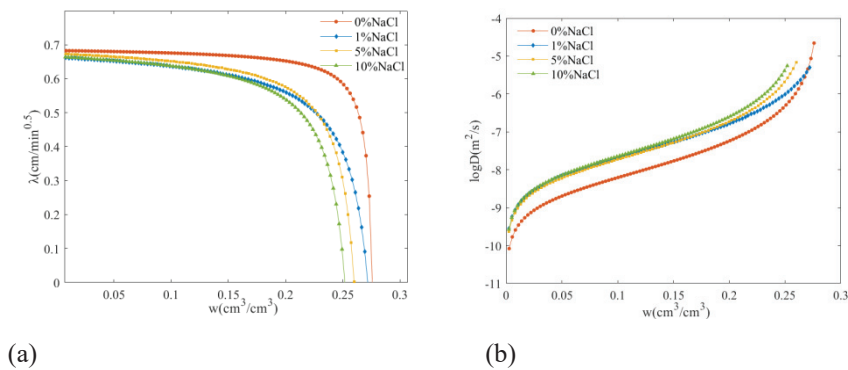 0%NaCl
1%NaCl
5%NaCl
10%NaCl
0.7
0.6
0.5
0.4
0.3
0.2
0.1
0
0.05
0.1
0.15
0.2
0.25
0.3
λ(cm/min^0.5)
w(cm³/cm³)
(a)
0%NaCl
1%NaCl
5%NaCl
10%NaCl
-4
-5
-6
-7
-8
-9
-10
-11
0
0.05
0.1
0.15
0.2
0.25
0.3
logD(m²/s)
w(cm³/cm³)
(b)